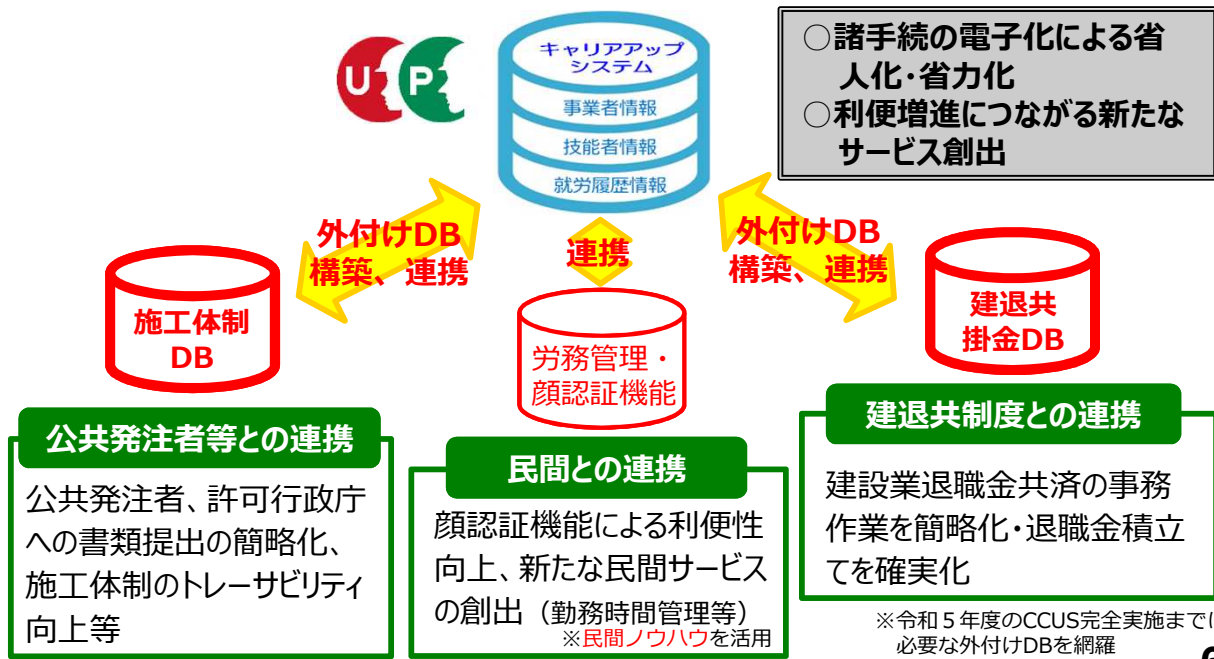 U P
キャリアアップ
システム
事業者情報
技能者情報
就労履歴情報
○諸手続の電子化による省
人化・省力化
○利便増進につながる新たな
サービス創出
外付けDB
構築、連携
連携
外付けDB
構築、連携
施工体制
DB
労務管理・
顔認証機能
建退共
掛金DB
公共発注者等との連携
公共発注者、許可行政庁
への書類提出の簡略化、
施工体制のトレーサビリティ
向上等
民間との連携
顔認証機能による利便性
向上、新たな民間サービス
の創出（勤務時間管理等）
※民間ノウハウを活用
建退共制度との連携
建設業退職金共済の事務
作業を簡略化・退職金積立
てを確実化
※令和５年度のCCUS完全実施まで
必要な外付けDBを網羅